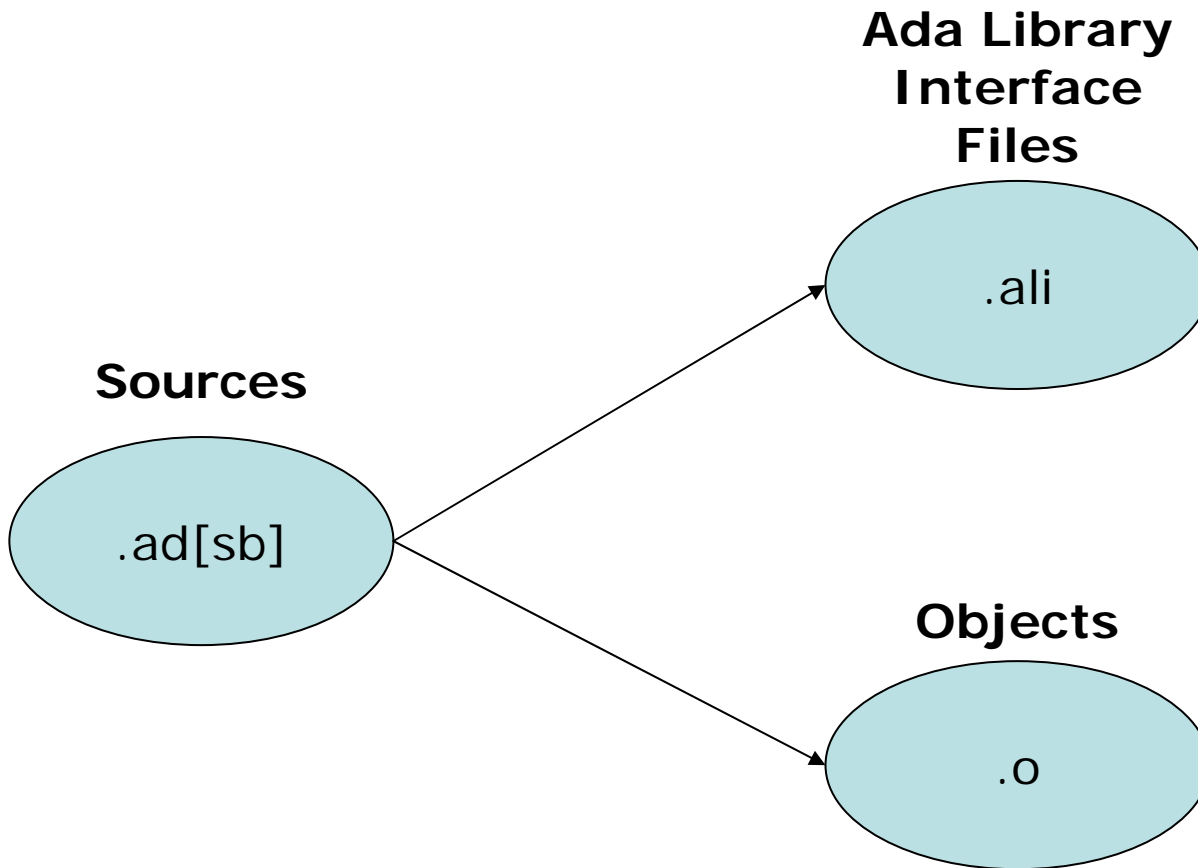 Ada Library
Interface
Files
.ali
Sources
.ad[sb]
Objects
.o